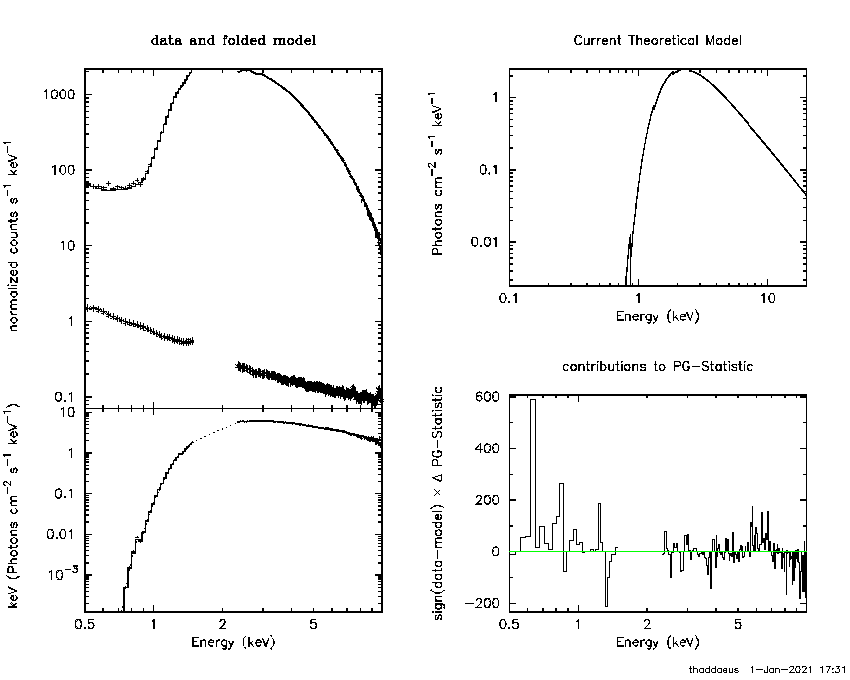 data and folded model
normalized counts s⁻¹ keV⁻¹
1000
100
10
1
0.1
keV (Photons cm⁻² s⁻¹ keV⁻¹)
10
1
0.1
0.01
10⁻³
0.5 1 2 5
Energy (keV)
Current Theoretical Model
Photons cm⁻² s⁻¹ keV⁻¹
1
0.1
0.01
0.1 1 10
Energy (keV)
contributions to PG-Statistic
sign(data-model) × Δ PG-Statistic
600
400
200
0
-200
0.5 1 2 5
Energy (keV)
thaddaeus 1-Jan-2021 17:31